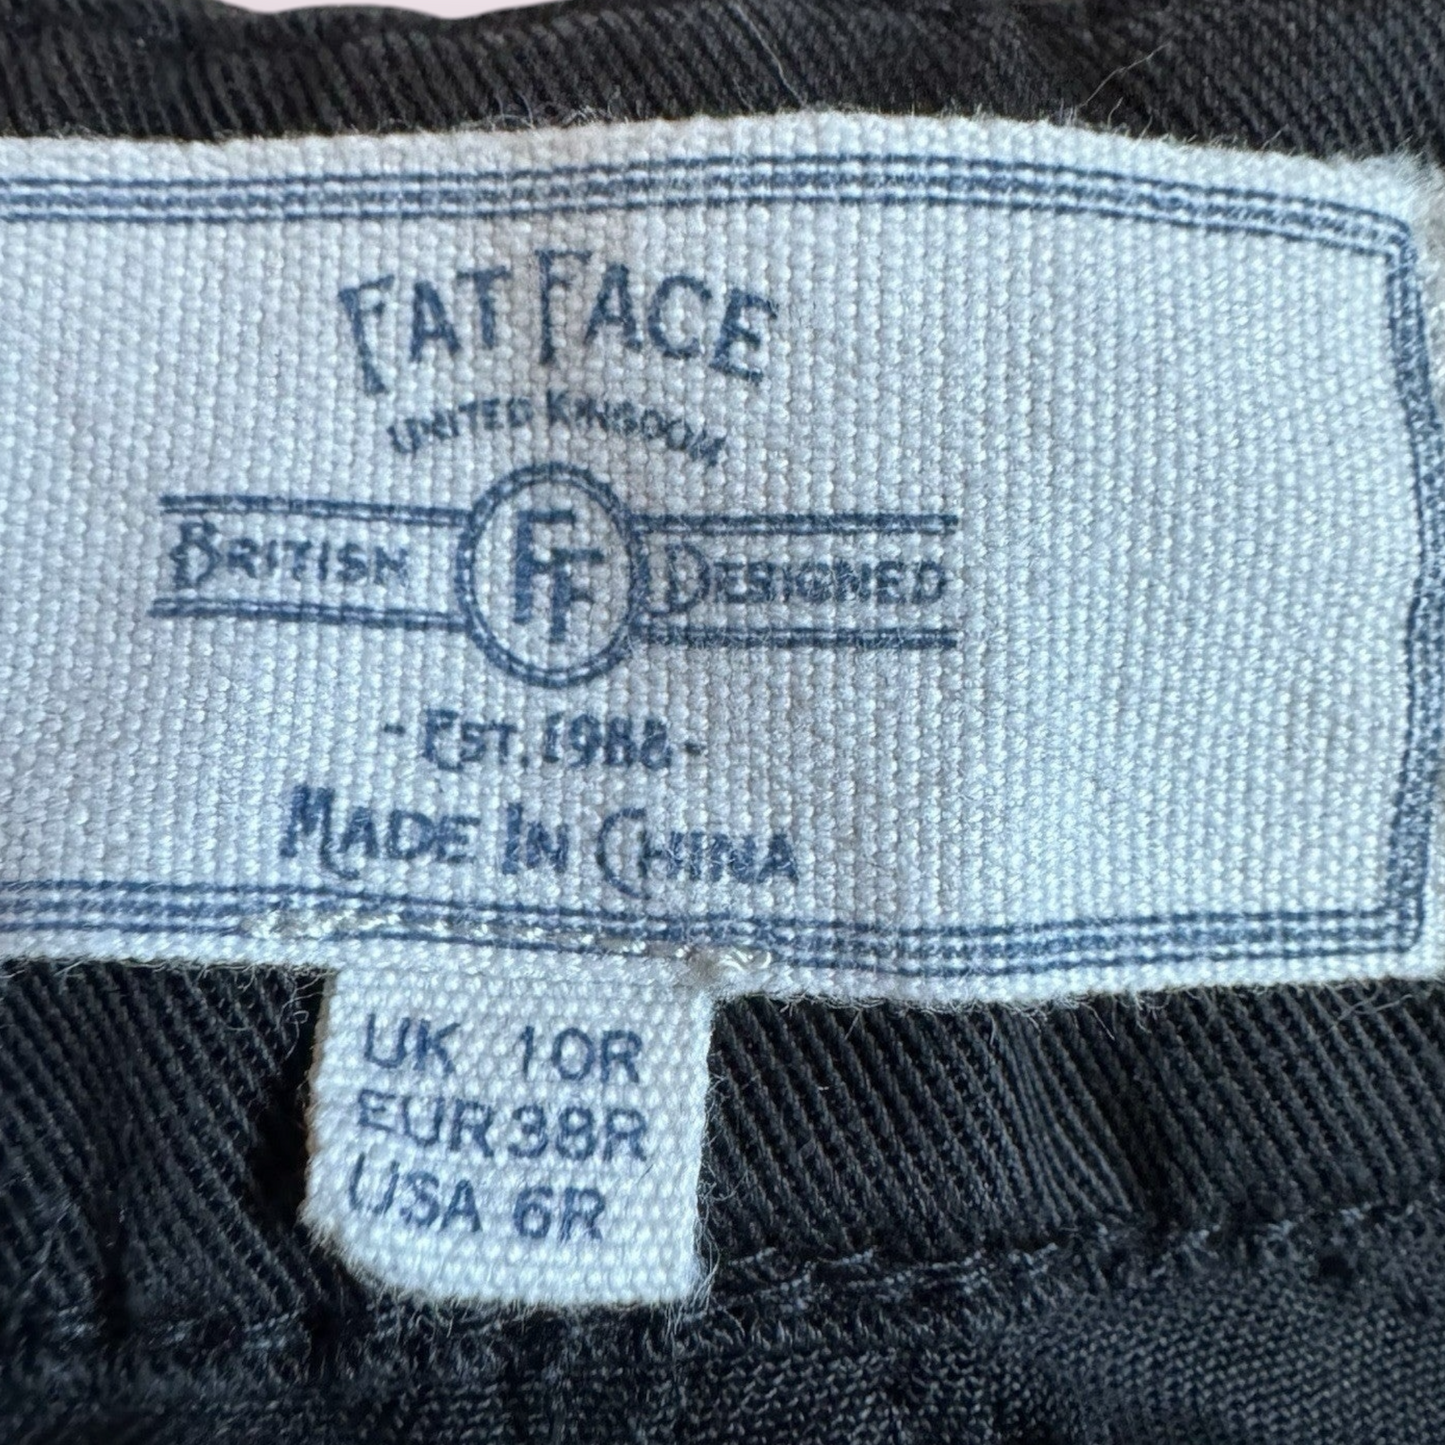 FAT FACE
UNITED KINGDOM
BRITISH FF DESIGNED
- EST. 1988 -
MADE IN CHINA
UK 10R
EUR 38R
USA 6R